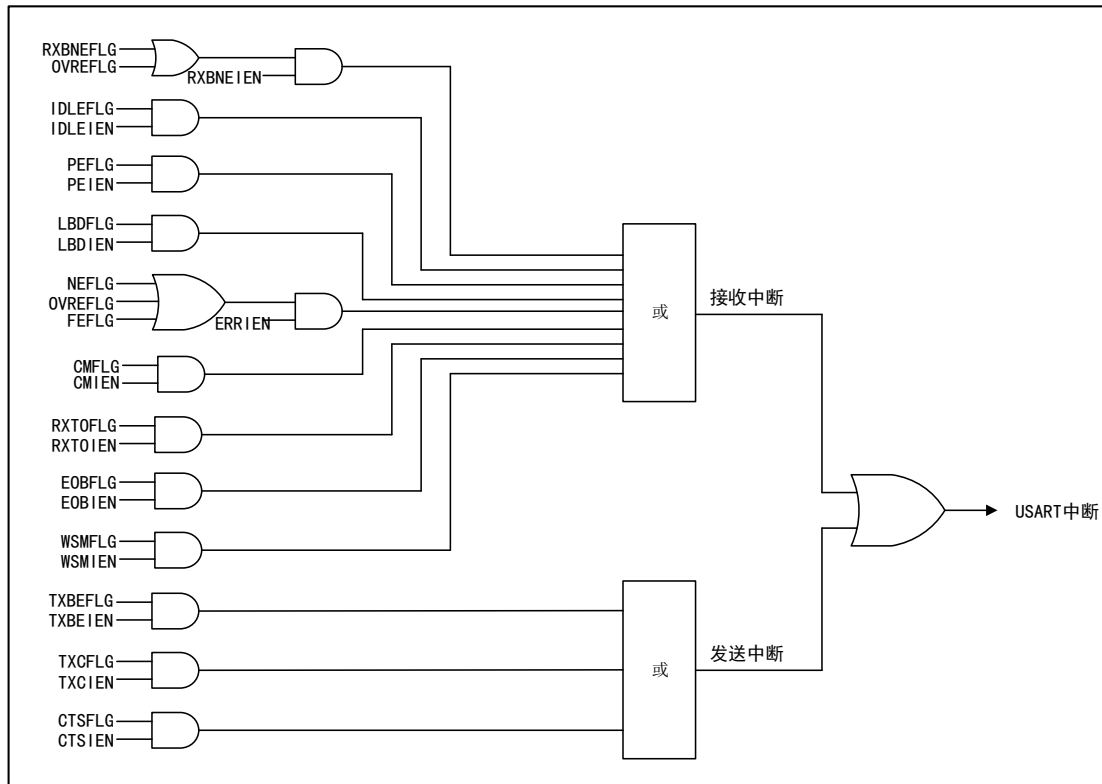 RXBNEFLG
OVREFLG
RXBNEIEN
IDLEFLG
IDLEIEN
PEFLG
PEIEN
LBDFLG
LBDIEN
NEFLG
OVREFLG
FEFLG
ERRIEN
CMFLG
CMIEN
RXTOFLG
RXTOIEN
EOBFLG
EOBIEN
WSMFLG
WSMIEN
或
接收中断
TXBEFLG
TXBEIEN
TXCFLG
TXCIEN
CTSFLG
CTSIEN
或
发送中断
USART中断